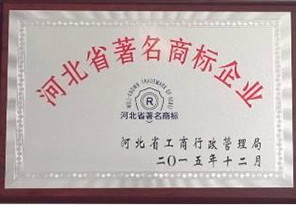 河北省著名商标企业
WELL-KNOWN TRADEMARK OF HEBEI
R
河北省著名商标
河北省工商行政管理局
二〇一五年十二月